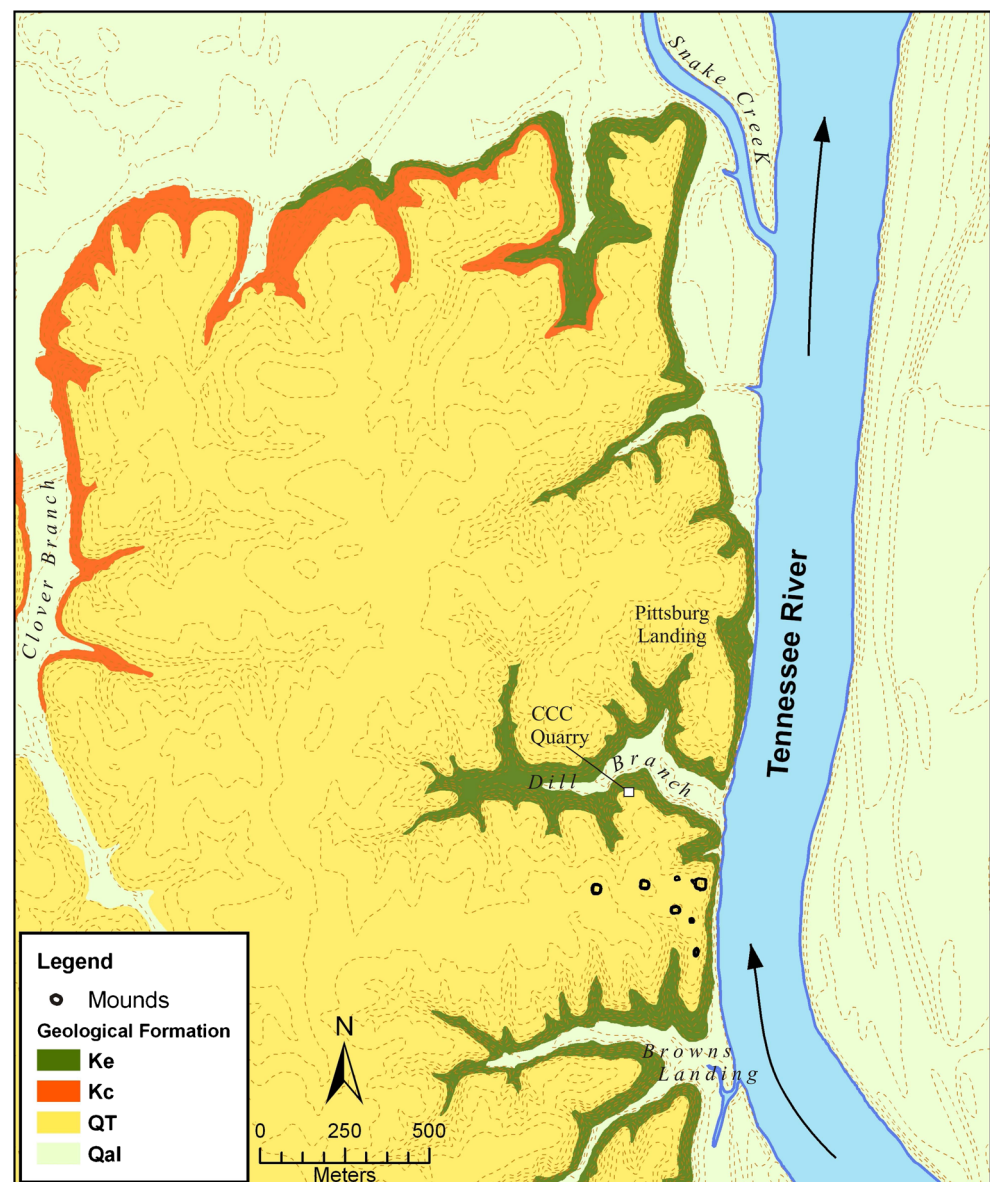 Snake CreeK
Clover Branch
Pittsburg
Landing
Tennessee River
CCC
Quarry
Dill Branch
Browns
Landing
Legend
Mounds
Geological Formation
Ke
Kc
QT
Qal
N
0 250 500
Meters